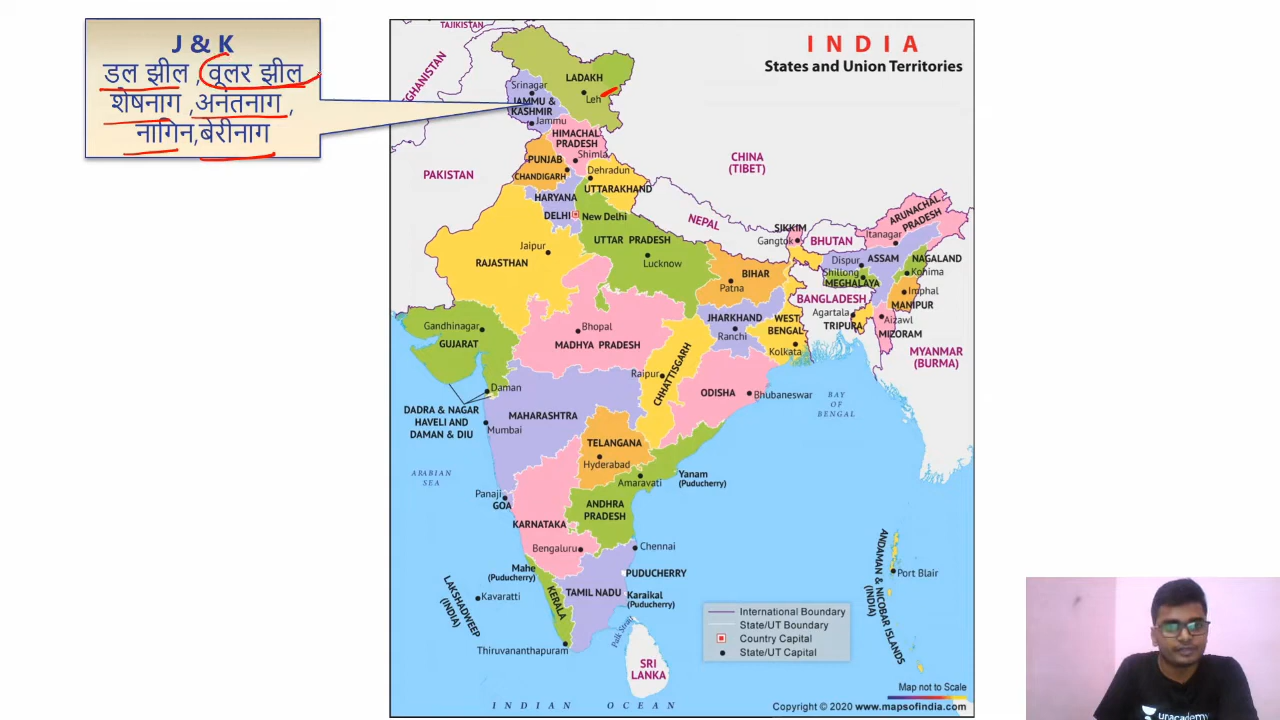 J & K
डल झील , वूलर झील
शेषनाग ,अनंतनाग ,
नागिन,बेरीनाग
INDIA
States and Union Territories
TAJIKISTAN
PAKISTAN
CHINA
(TIBET)
NEPAL
BHUTAN
BANGLADESH
MYANMAR
(BURMA)
SRI
LANKA
LADAKH
Leh
Srinagar
JAMMU &
KASHMIR
Jammu
HIMACHAL
PRADESH
Shimla
PUNJAB
CHANDIGARH
Dehradun
UTTARAKHAND
HARYANA
DELHI
New Delhi
Jaipur
RAJASTHAN
UTTAR PRADESH
Lucknow
BIHAR
Patna
SIKKIM
Gangtok
ARUNACHAL
PRADESH
Itanagar
Dispur
ASSAM
NAGALAND
Kohima
Shillong
MEGHALAYA
Imphal
MANIPUR
Agartala
TRIPURA
Aizawl
MIZORAM
JHARKHAND
Ranchi
WEST
BENGAL
Kolkata
Gandhinagar
GUJARAT
Bhopal
MADHYA PRADESH
Raipur
CHHATTISGARH
ODISHA
Bhubaneswar
Daman
DADRA & NAGAR
HAVELI AND
DAMAN & DIU
MAHARASHTRA
Mumbai
TELANGANA
Hyderabad
Amaravati
Yanam
(Puducherry)
ANDHRA
PRADESH
Panaji
GOA
KARNATAKA
Bengaluru
Chennai
Mahe
(Puducherry)
PUDUCHERRY
KERALA
TAMIL NADU
Karaikal
(Puducherry)
Thiruvananthapuram
LAKSHADWEEP
(INDIA)
Kavaratti
ANDAMAN & NICOBAR ISLANDS
(INDIA)
Port Blair
ARABIAN
SEA
BAY
OF
BENGAL
INDIAN OCEAN
International Boundary
State/UT Boundary
Country Capital
State/UT Capital
Map not to Scale
Copyright © 2020 www.mapsofindia.com